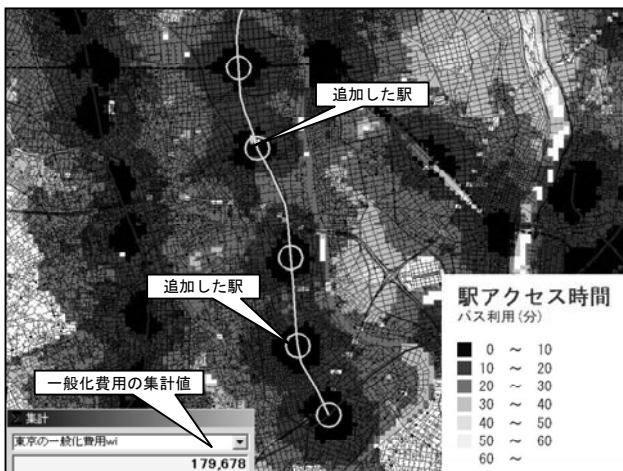 追加した駅
追加した駅
一般化費用の集計値
集計
東京の一般化費用wi
179,678
駅アクセス時間
バス利用(分)
0 ～ 10
10 ～ 20
20 ～ 30
30 ～ 40
40 ～ 50
50 ～ 60
60 ～